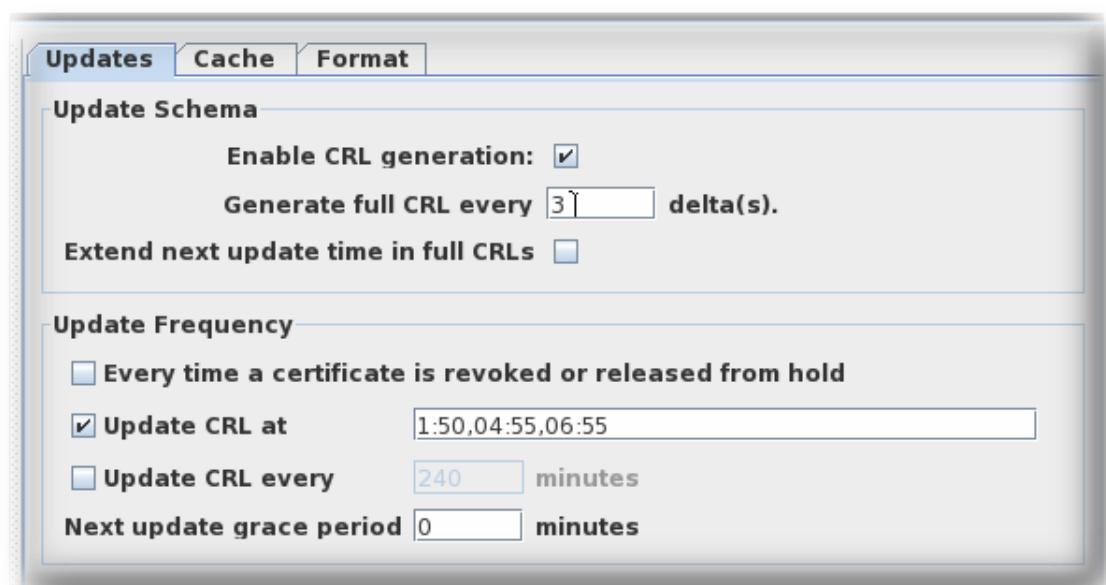 Updates Cache Format
Update Schema
Enable CRL generation:
Generate full CRL every 3 delta(s).
Extend next update time in full CRLs
Update Frequency
Every time a certificate is revoked or released from hold
Update CRL at 1:50,04:55,06:55
Update CRL every 240 minutes
Next update grace period 0 minutes